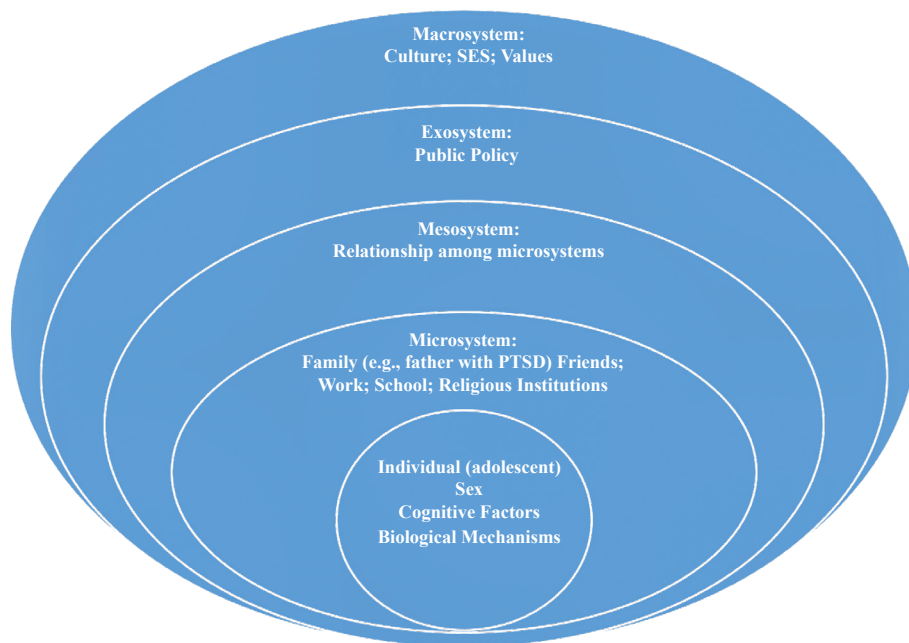 Macrosystem:
Culture; SES; Values
Exosystem:
Public Policy
Mesosystem:
Relationship among microsystems
Microsystem:
Family (e.g., father with PTSD) Friends;
Work; School; Religious Institutions
Individual (adolescent)
Sex
Cognitive Factors
Biological Mechanisms